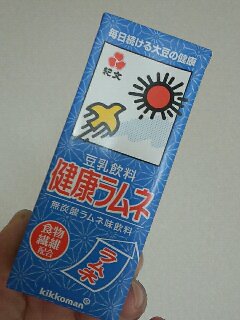 毎日続ける大豆の健康
紀文
豆乳飲料
健康ラムネ
無炭酸ラムネ味飲料
食物
繊維
配合
ラムネ
kikkoman